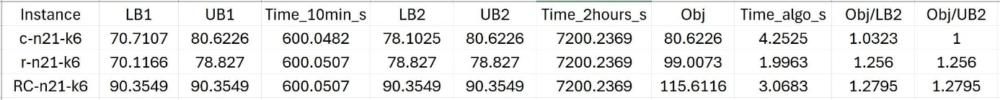 Instance LB1 UB1 Time_10min_s LB2 UB2 Time_2hours_s Obj Time_algo_s Obj/LB2 Obj/UB2
c-n21-k6 70.7107 80.6226 600.0482 78.1025 80.6226 7200.2369 80.6226 4.2525 1.0323 1
r-n21-k6 70.1166 78.827 600.0507 78.827 78.827 7200.2369 99.0073 1.9963 1.256 1.256
RC-n21-k6 90.3549 90.3549 600.0507 90.3549 90.3549 7200.2369 115.6116 3.0683 1.2795 1.2795